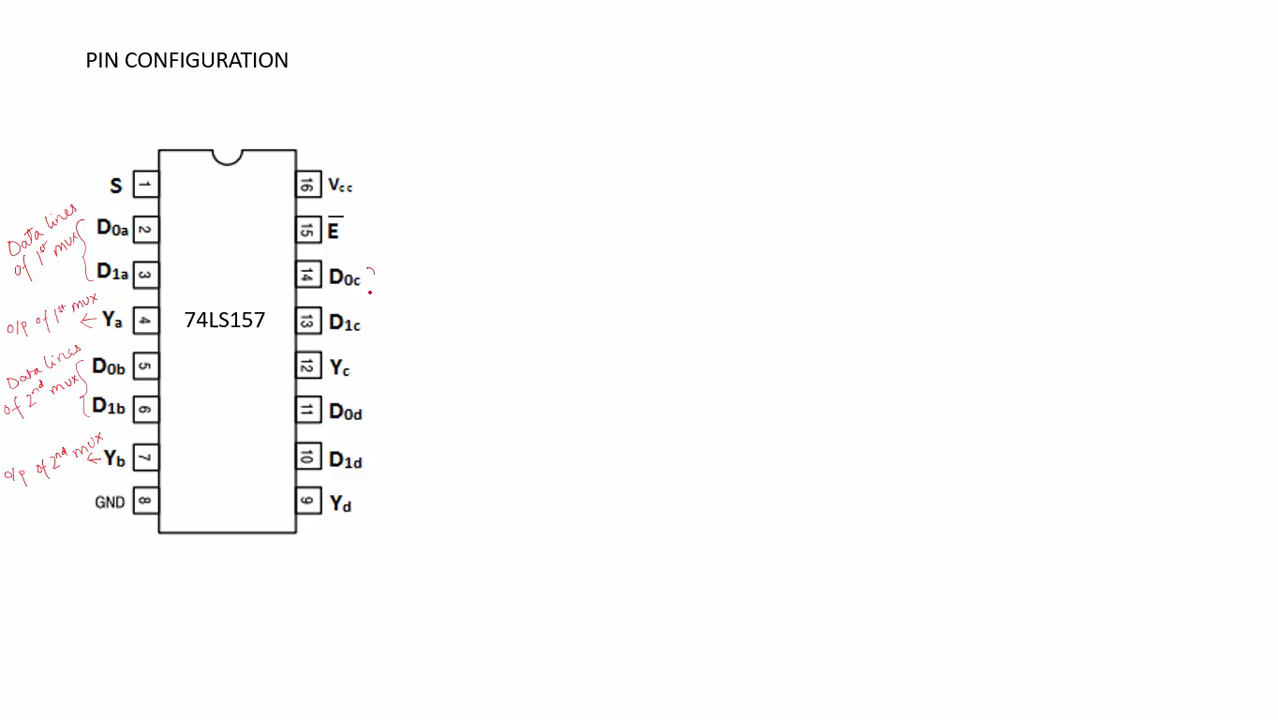 PIN CONFIGURATION
S 1
16 Vcc
Data lines
of 1st mux
D0a 2
15 E̅
D1a 3
14 D0c
o/p of 1st mux ← Ya 4
74LS157
13 D1c
Data lines
of 2nd mux
D0b 5
12 Yc
D1b 6
11 D0d
o/p of 2nd mux ← Yb 7
10 D1d
GND 8
9 Yd